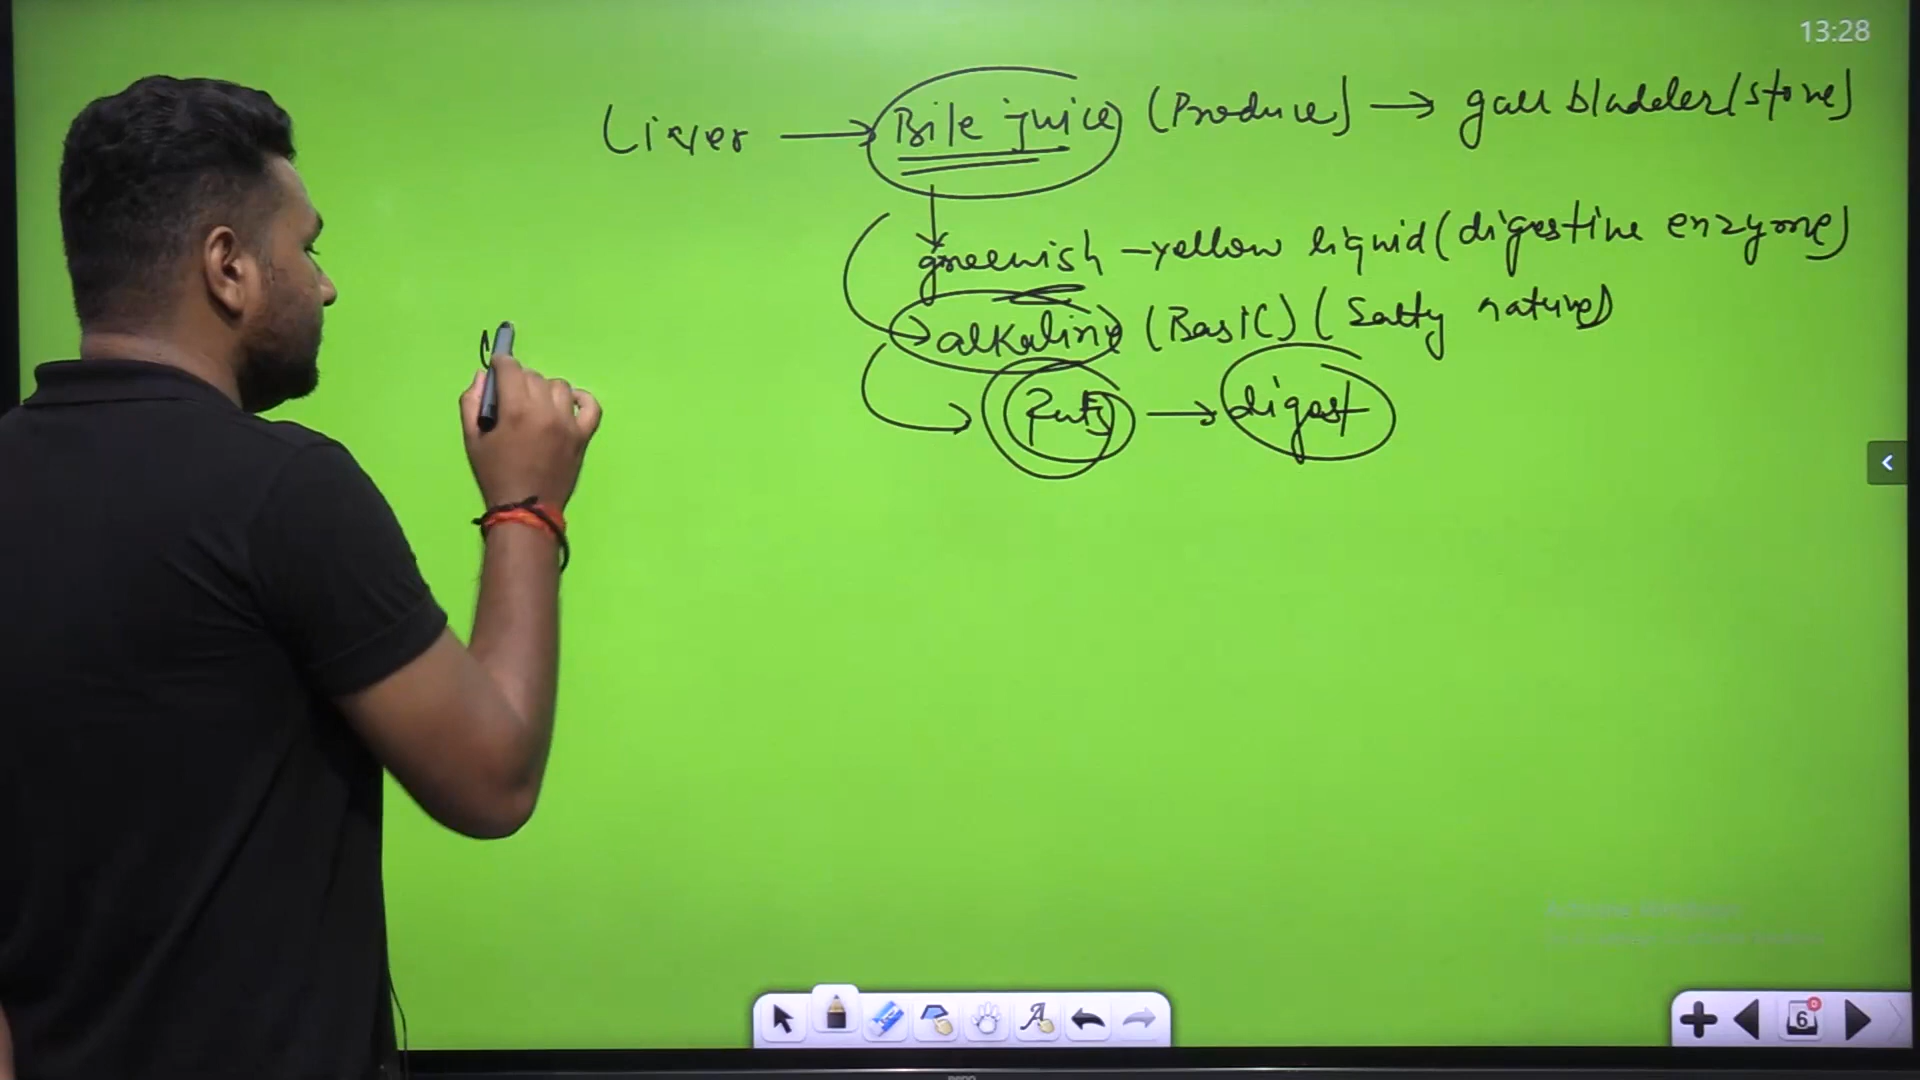 13:28
Liver → Bile juice (Produce) → gall bladder (store)
greenish-yellow liquid (digestive enzyme)
alkaline (Basic) (Salty nature)
→ digest
6